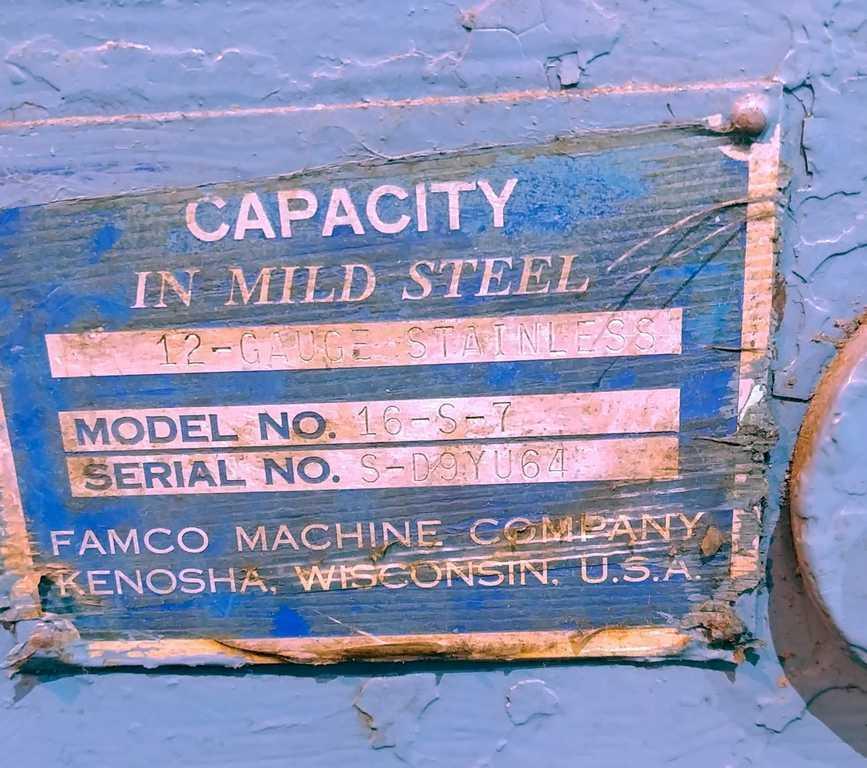 CAPACITY
IN MILD STEEL
12-GAUGE STAINLESS
MODEL NO. 16-S-7
SERIAL NO. S-D9YU64
FAMCO MACHINE COMPANY
KENOSHA, WISCONSIN, U.S.A.